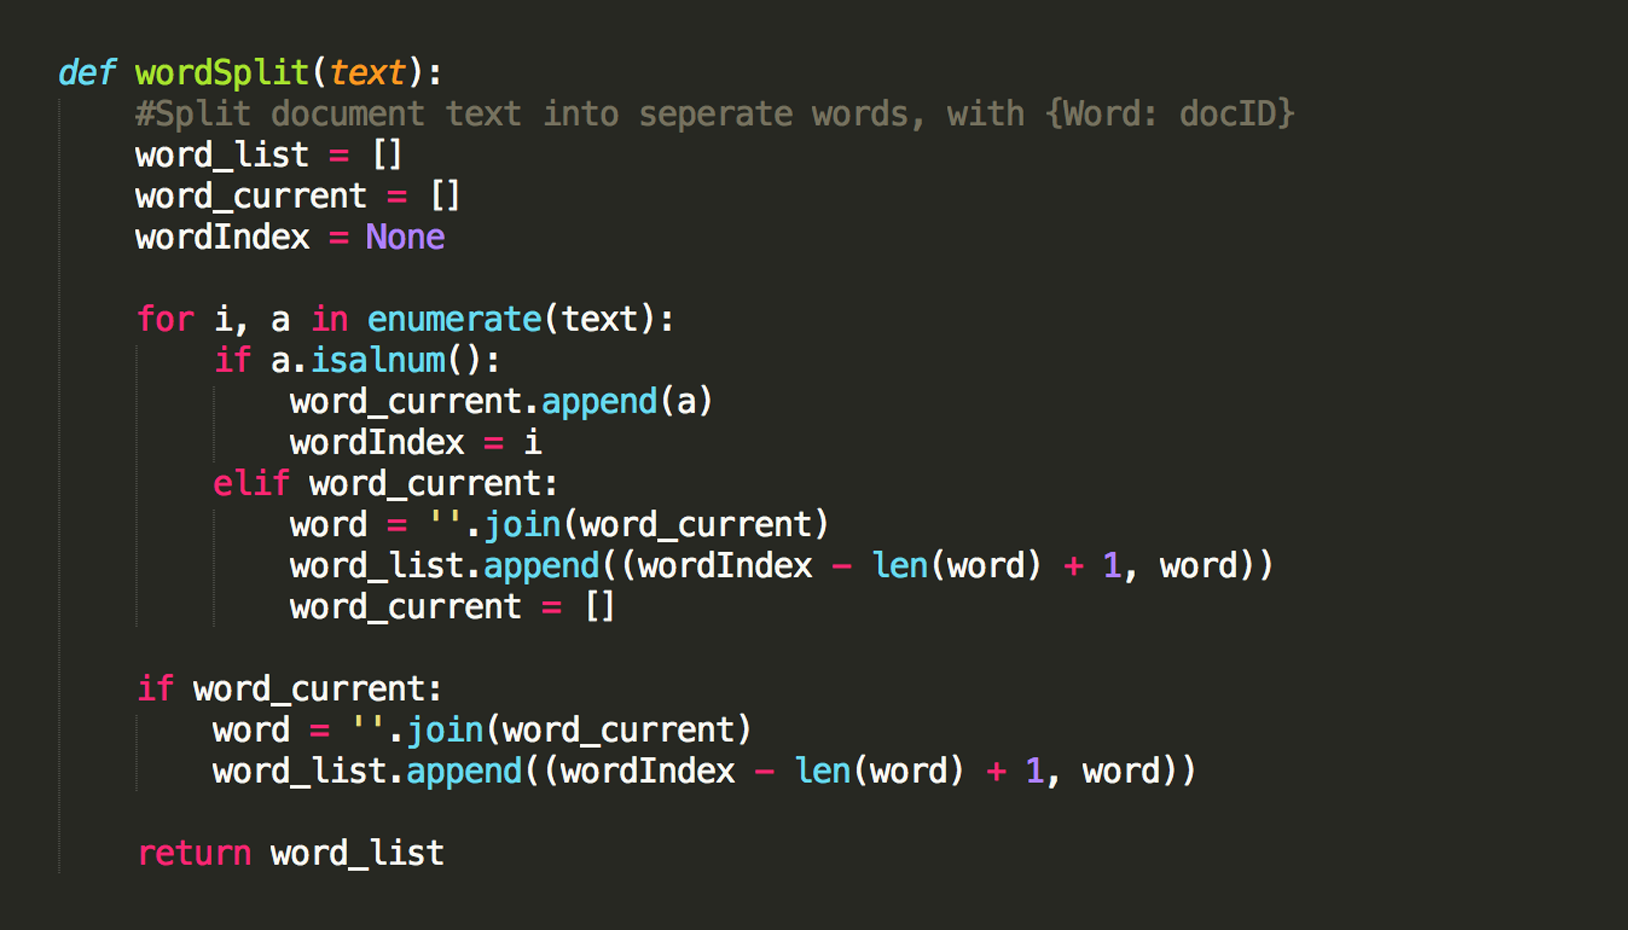 def wordSplit(text):
    #Split document text into seperate words, with {Word: docID}
    word_list = []
    word_current = []
    wordIndex = None

    for i, a in enumerate(text):
        if a.isalnum():
            word_current.append(a)
            wordIndex = i
        elif word_current:
            word = ''.join(word_current)
            word_list.append((wordIndex - len(word) + 1, word))
            word_current = []

    if word_current:
        word = ''.join(word_current)
        word_list.append((wordIndex - len(word) + 1, word))

    return word_list